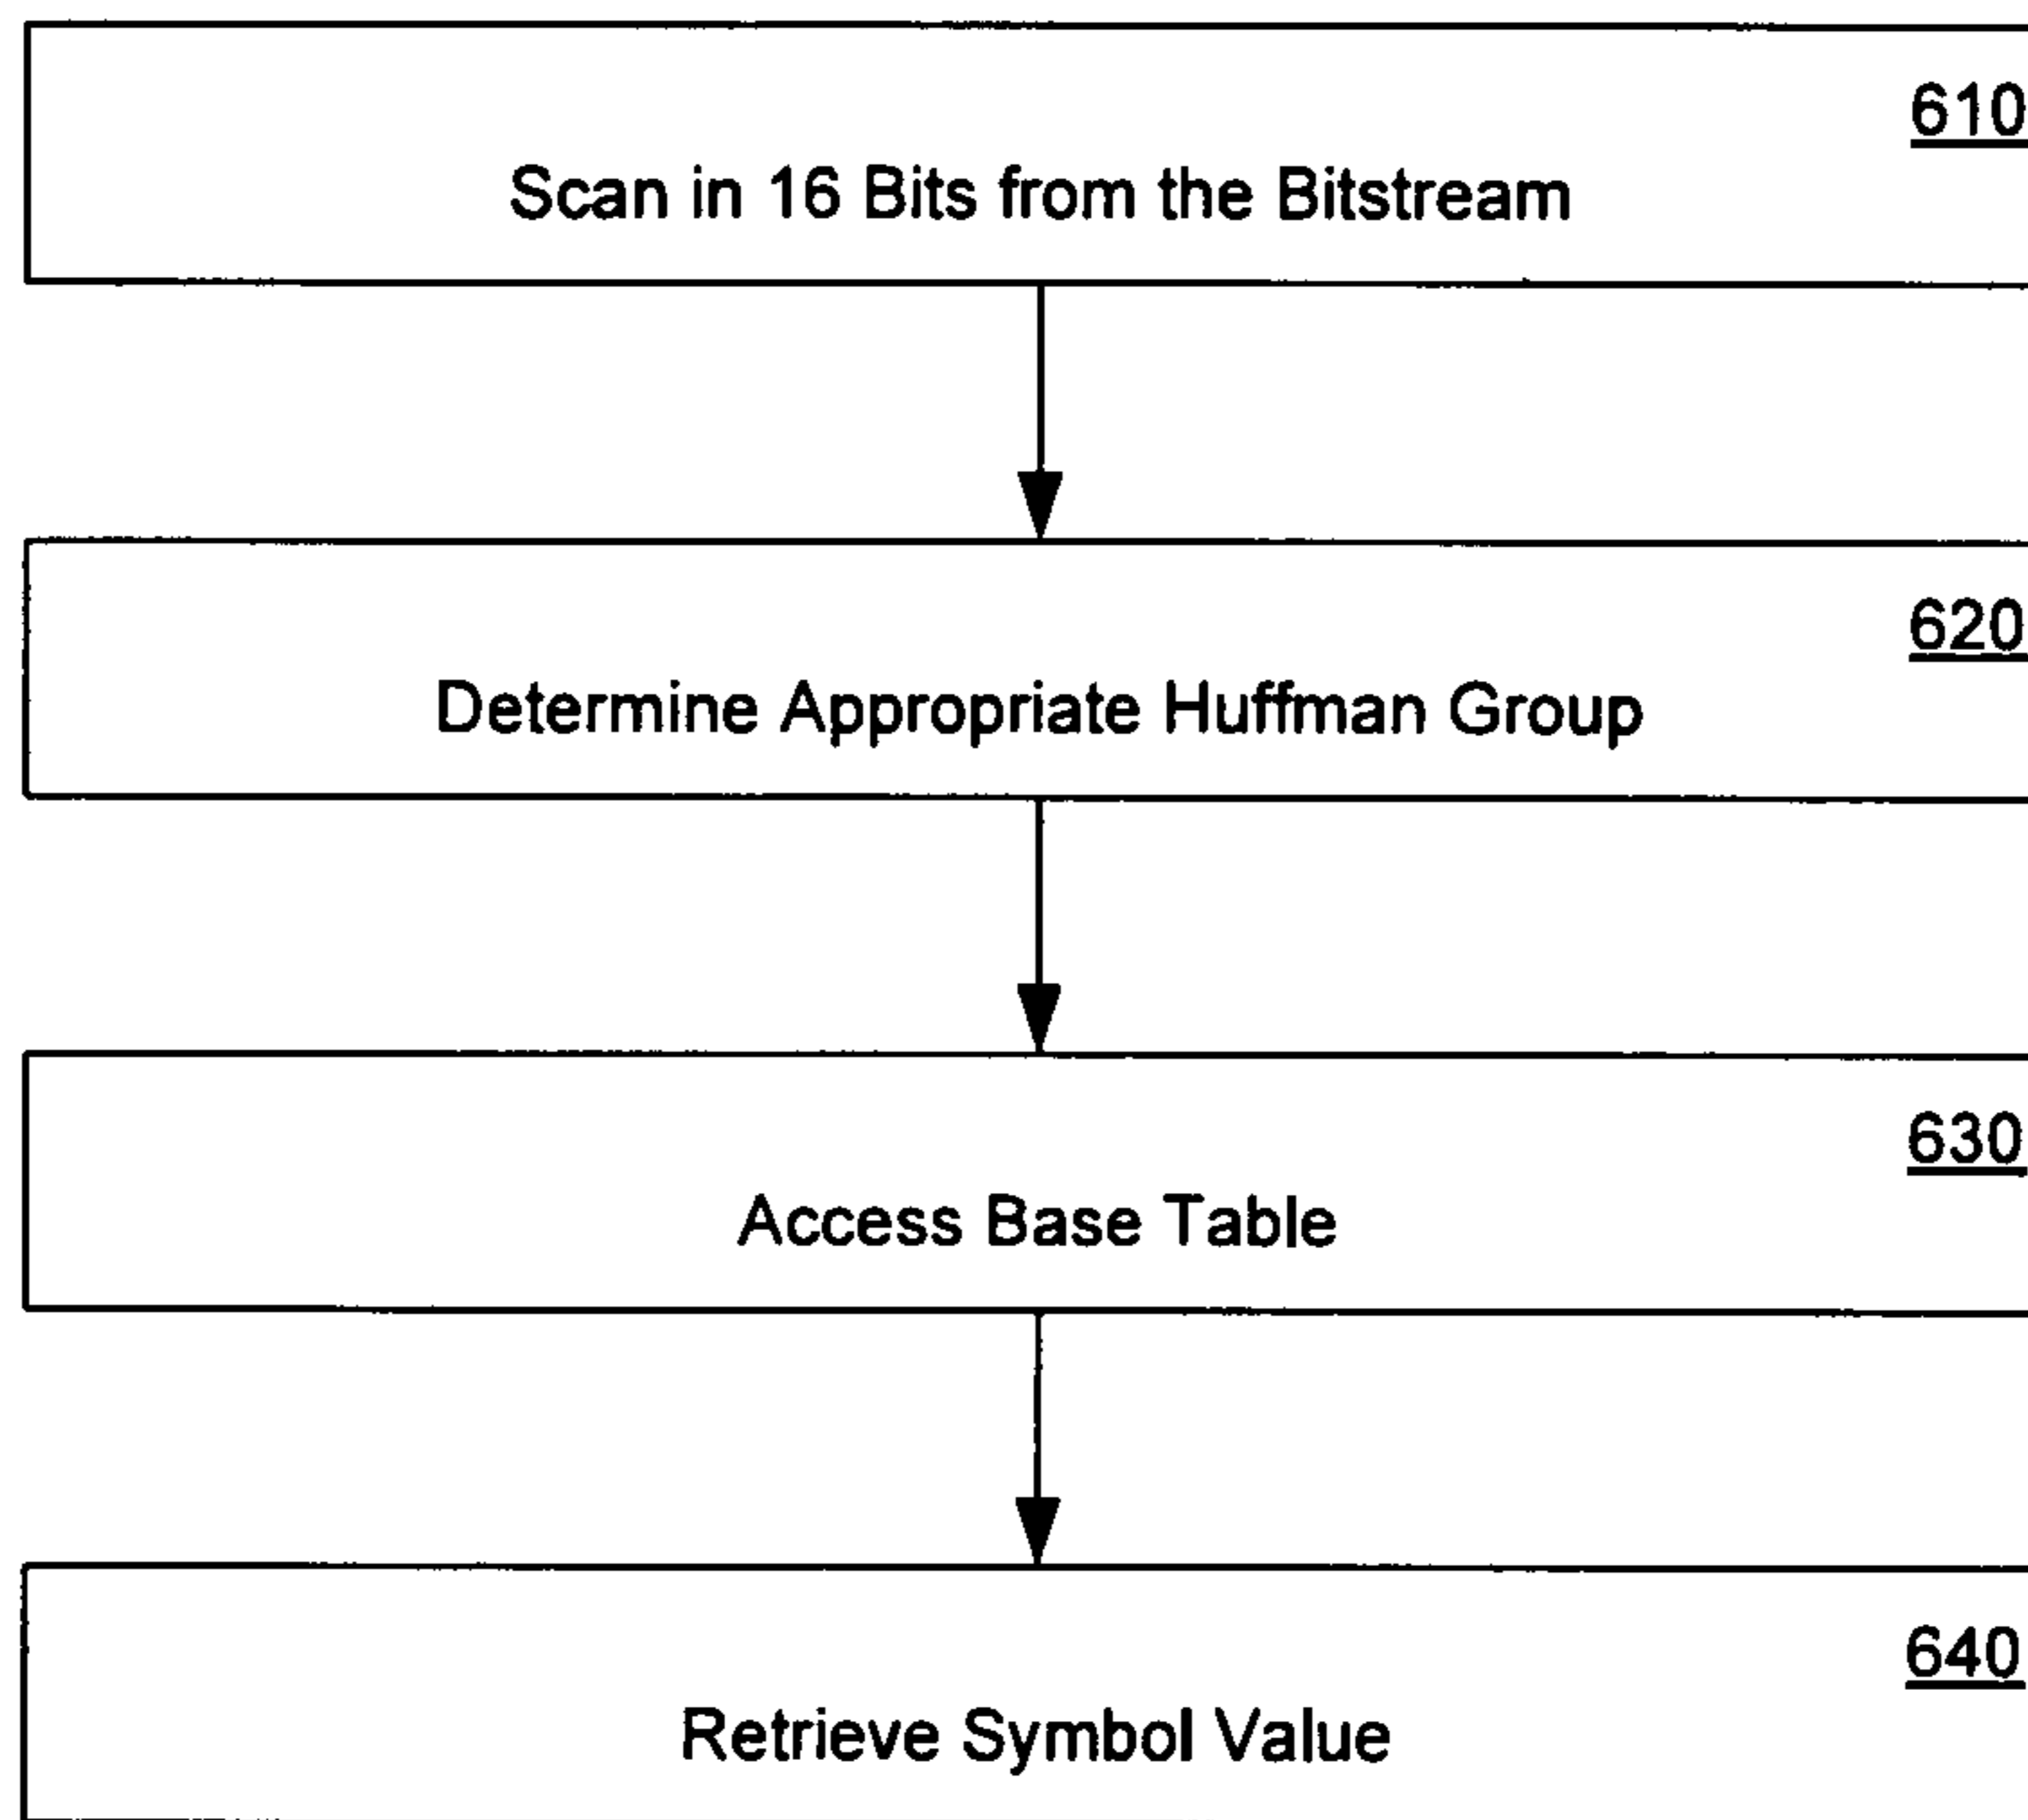 610
Scan in 16 Bits from the Bitstream
620
Determine Appropriate Huffman Group
630
Access Base Table
640
Retrieve Symbol Value